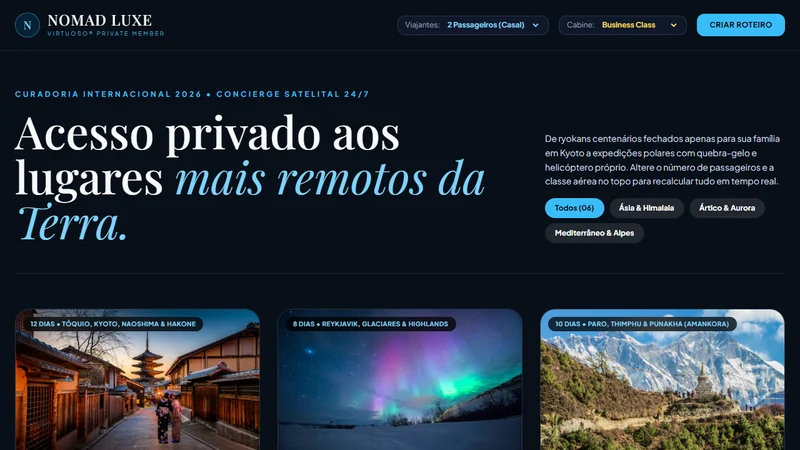 N
NOMAD LUXE
VIRTUOSO® PRIVATE MEMBER
Viajantes: 2 Passageiros (Casal)
Cabine: Business Class
CRIAR ROTEIRO
CURADORIA INTERNACIONAL 2026 • CONCIERGE SATELITAL 24/7
Acesso privado aos
lugares mais remotos da
Terra.
De ryokans centenários fechados apenas para sua família
em Kyoto a expedições polares com quebra-gelo e
helicóptero próprio. Altere o número de passageiros e a
classe aérea no topo para recalcular tudo em tempo real.
Todos (06)
Ásia & Himalaia
Ártico & Aurora
Mediterrâneo & Alpes
12 DIAS • TÓQUIO, KYOTO, NAOSHIMA & HAKONE
8 DIAS • REYKJAVIK, GLACIARES & HIGHLANDS
10 DIAS • PARO, THIMPHU & PUNAKHA (AMANKORA)